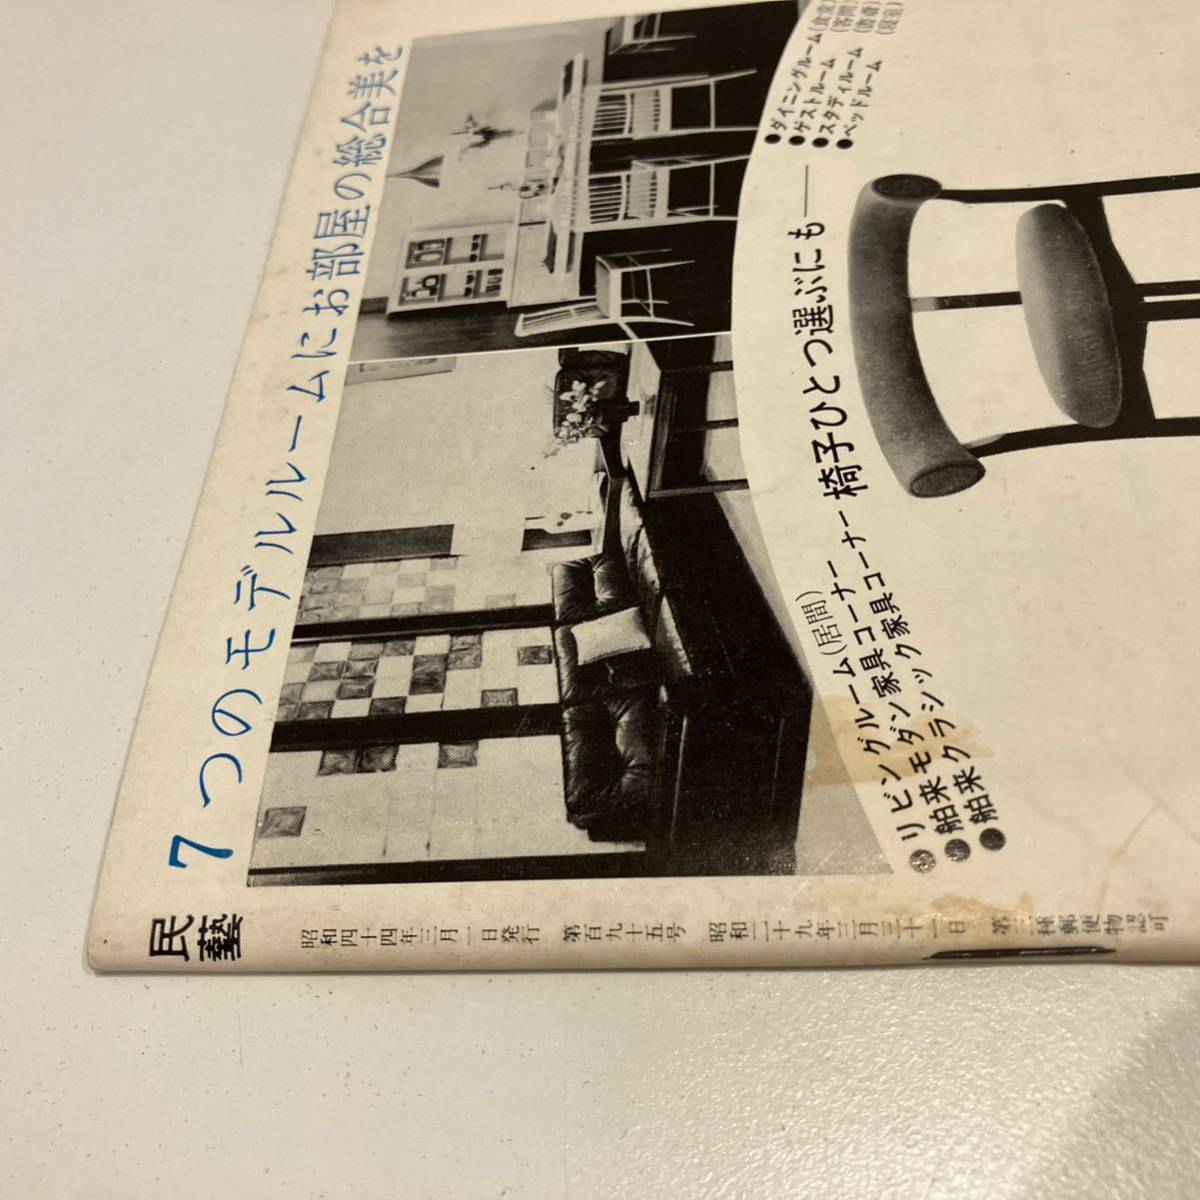 7つのモデルルームにお部屋の総合美を
●ダイニングルーム(食堂)
●ゲストルーム (客間)
●スタディルーム (書斎)
●ベッドルーム (寝室)
椅子ひとつ選ぶにも——
●リビングルーム(居間)
●舶来モダン家具コーナー
●舶来クラシック家具コーナー
民藝
昭和四十四年三月一日発行 第百九十五号 昭和二十九年三月三十一日 第三種郵便物認可